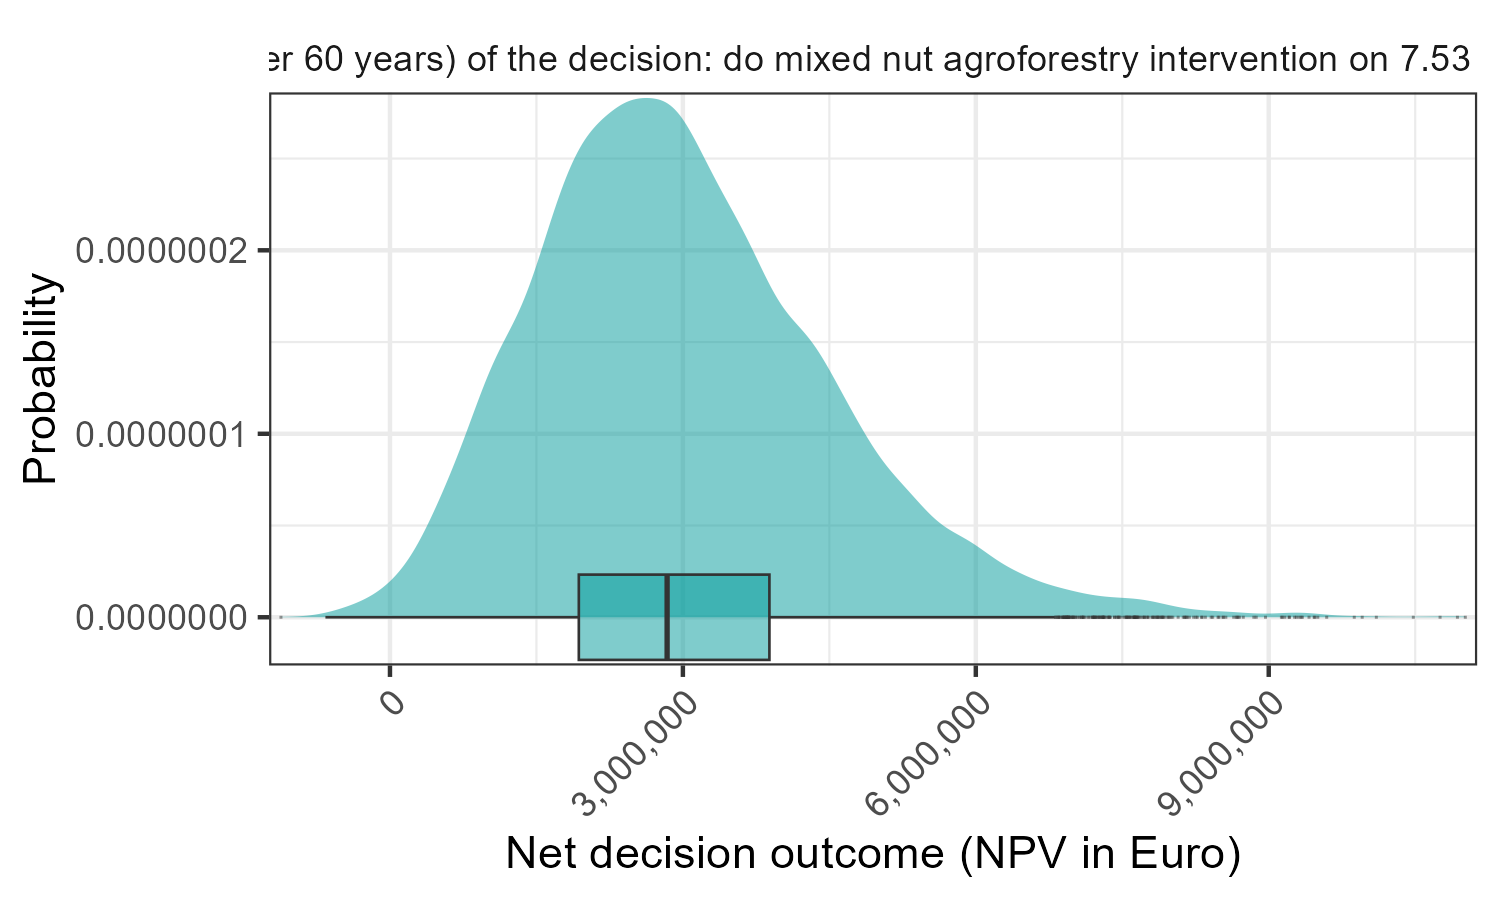 er 60 years) of the decision: do mixed nut agroforestry intervention on 7.53
Probability
0.0000002
0.0000001
0.0000000
0
3,000,000
6,000,000
9,000,000
Net decision outcome (NPV in Euro)